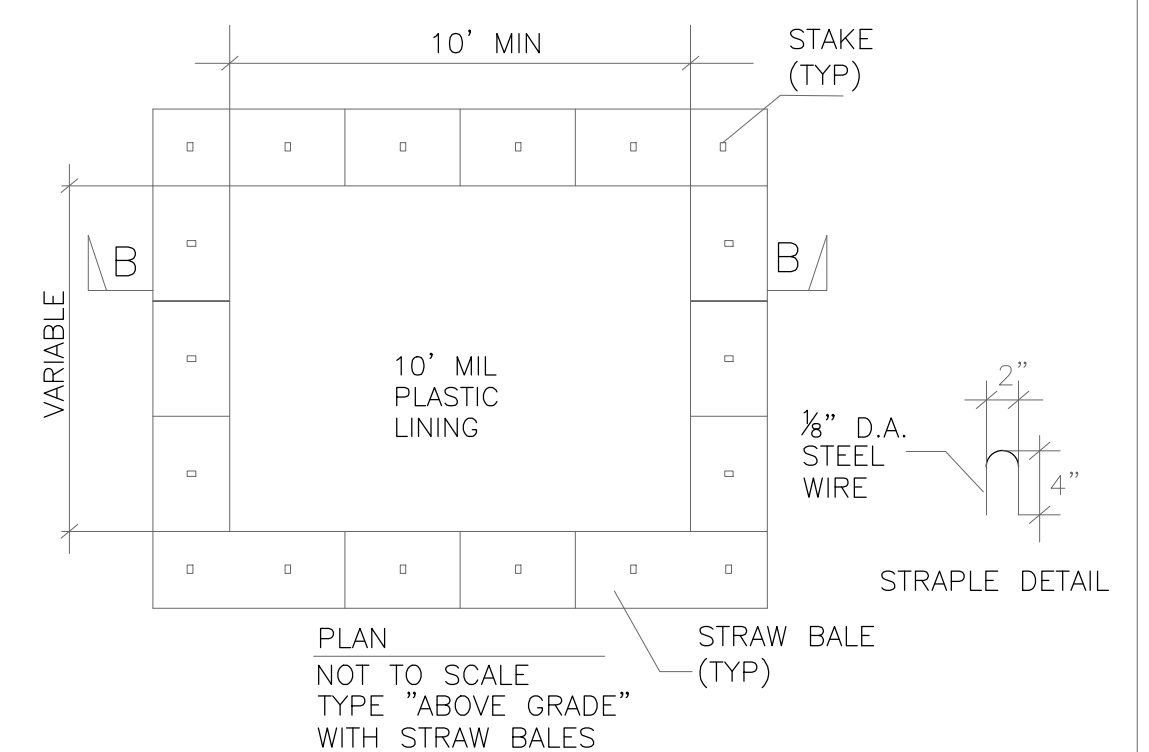 10' MIN
STAKE
(TYP)
B
B
VARIABLE
10' MIL
PLASTIC
LINING
2"
⅛" D.A.
STEEL
WIRE
4"
STRAPLE DETAIL
PLAN
NOT TO SCALE
TYPE "ABOVE GRADE"
WITH STRAW BALES
STRAW BALE
(TYP)